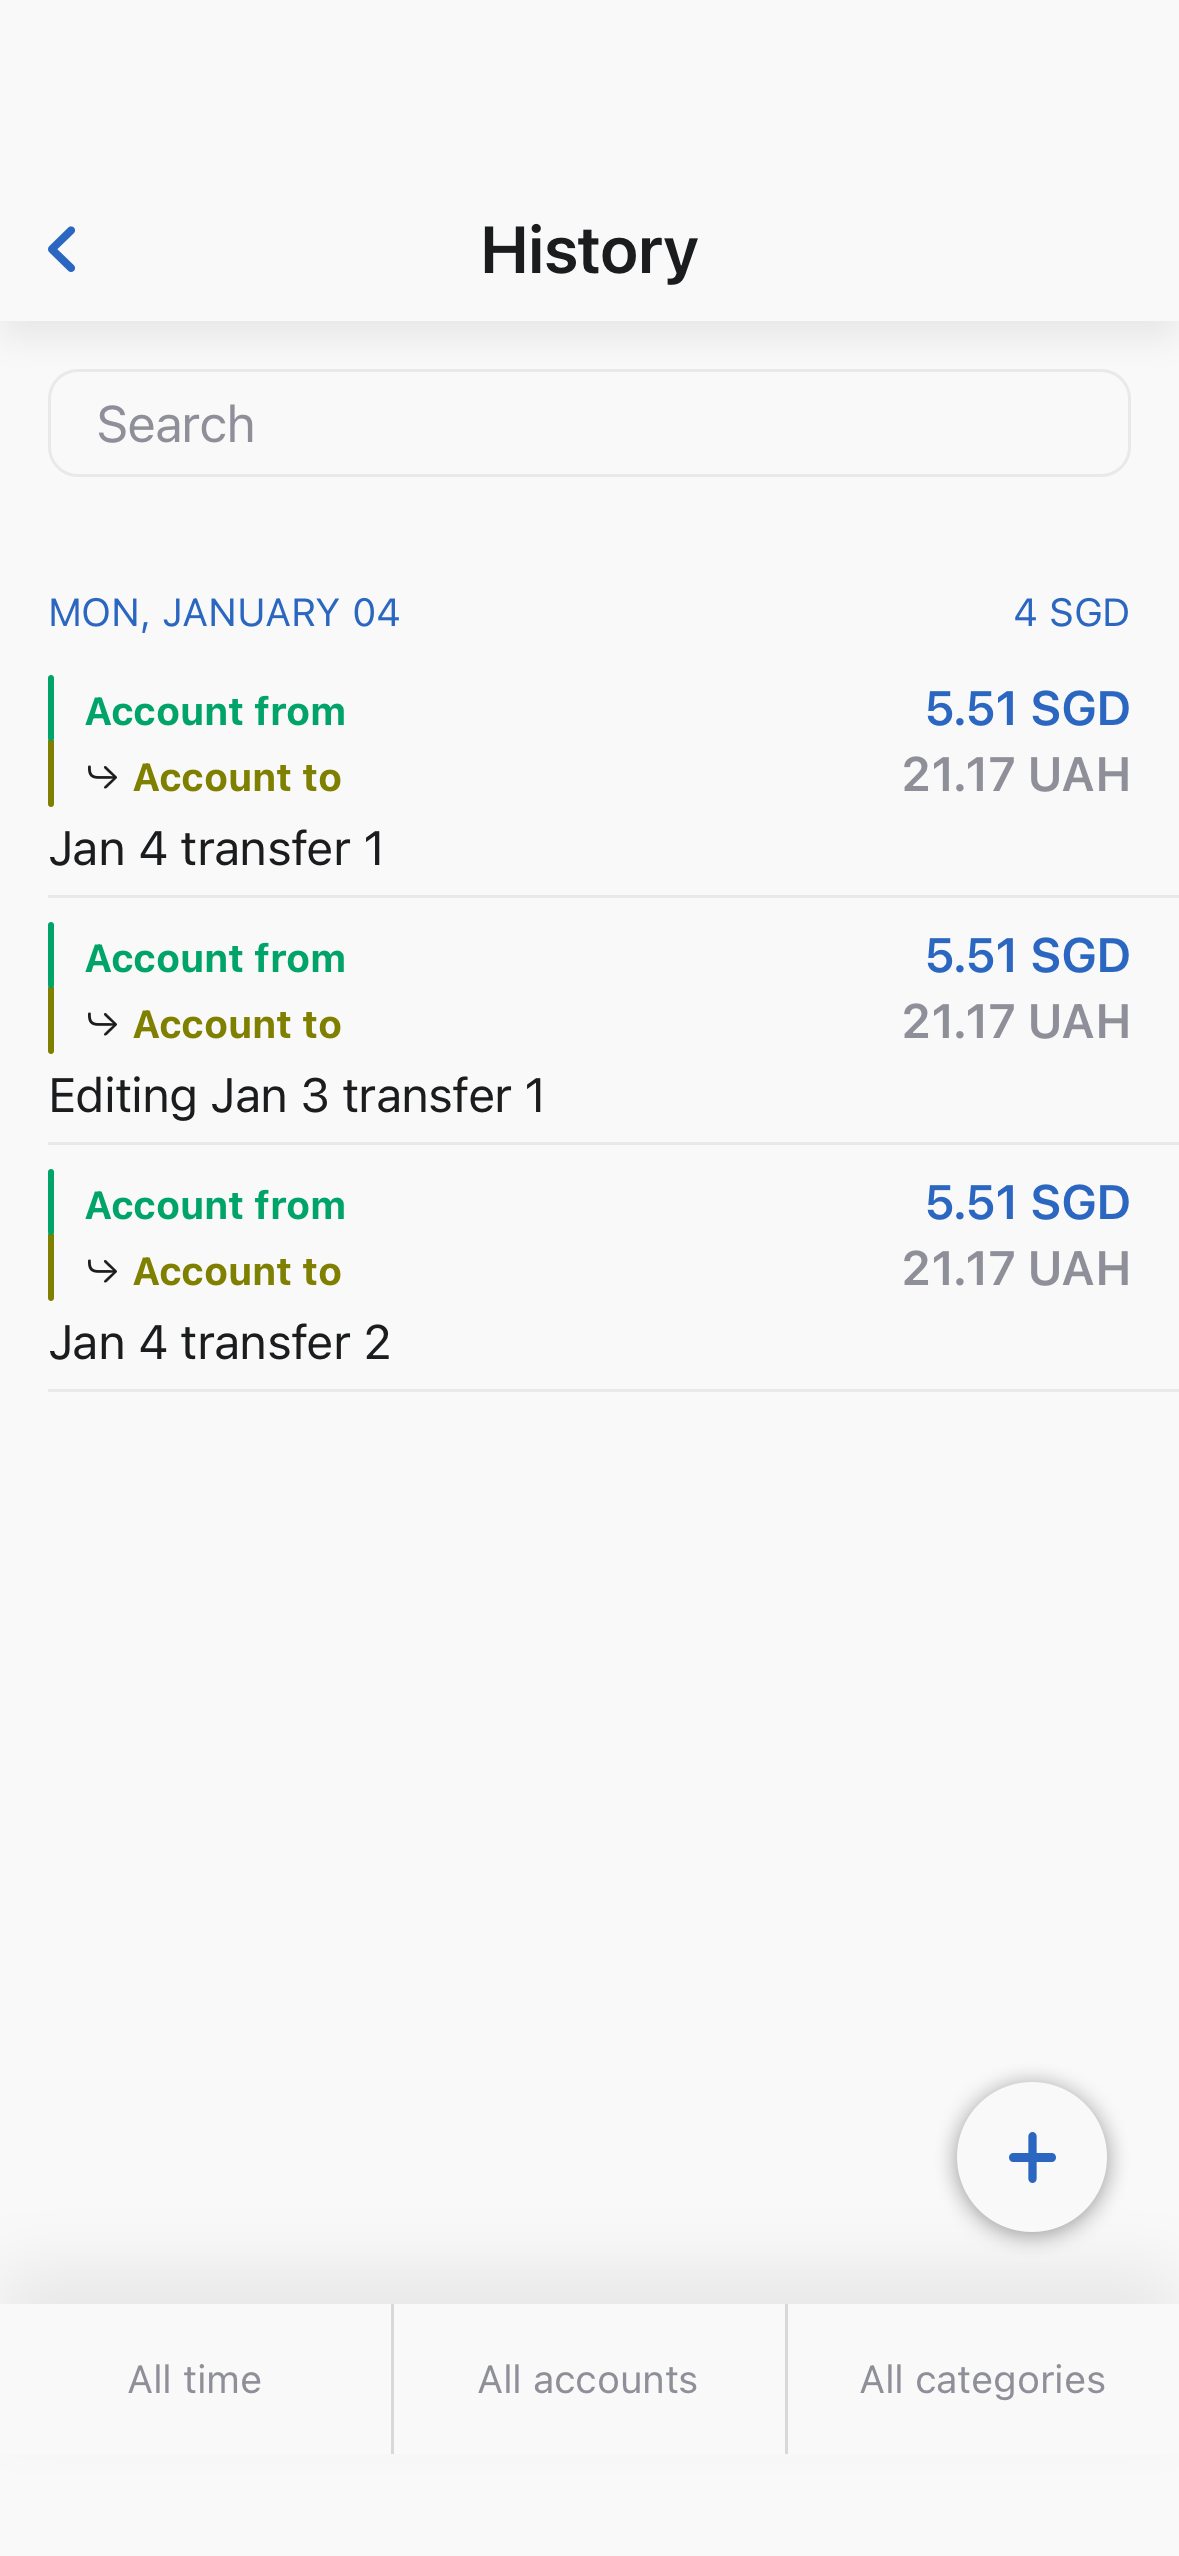 History
Search
MON, JANUARY 04 4 SGD
Account from 5.51 SGD
Account to 21.17 UAH
Jan 4 transfer 1
Account from 5.51 SGD
Account to 21.17 UAH
Editing Jan 3 transfer 1
Account from 5.51 SGD
Account to 21.17 UAH
Jan 4 transfer 2
All time All accounts All categories